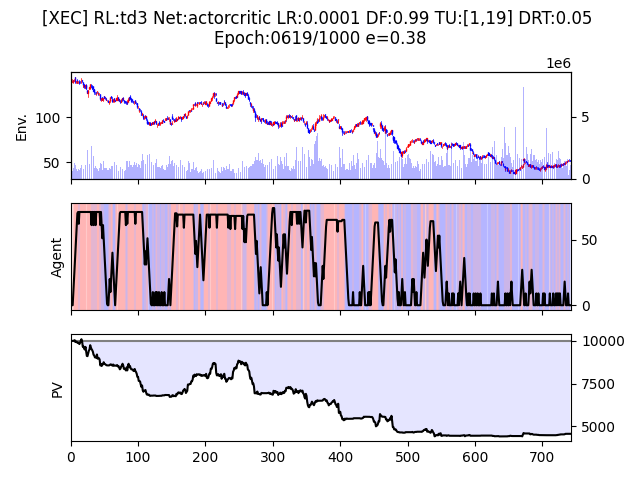 [XEC] RL:td3 Net:actorcritic LR:0.0001 DF:0.99 TU:[1,19] DRT:0.05
Epoch:0619/1000 e=0.38
1e6
Env.
100
50
5
0
Agent
50
0
PV
10000
7500
5000
0 100 200 300 400 500 600 700